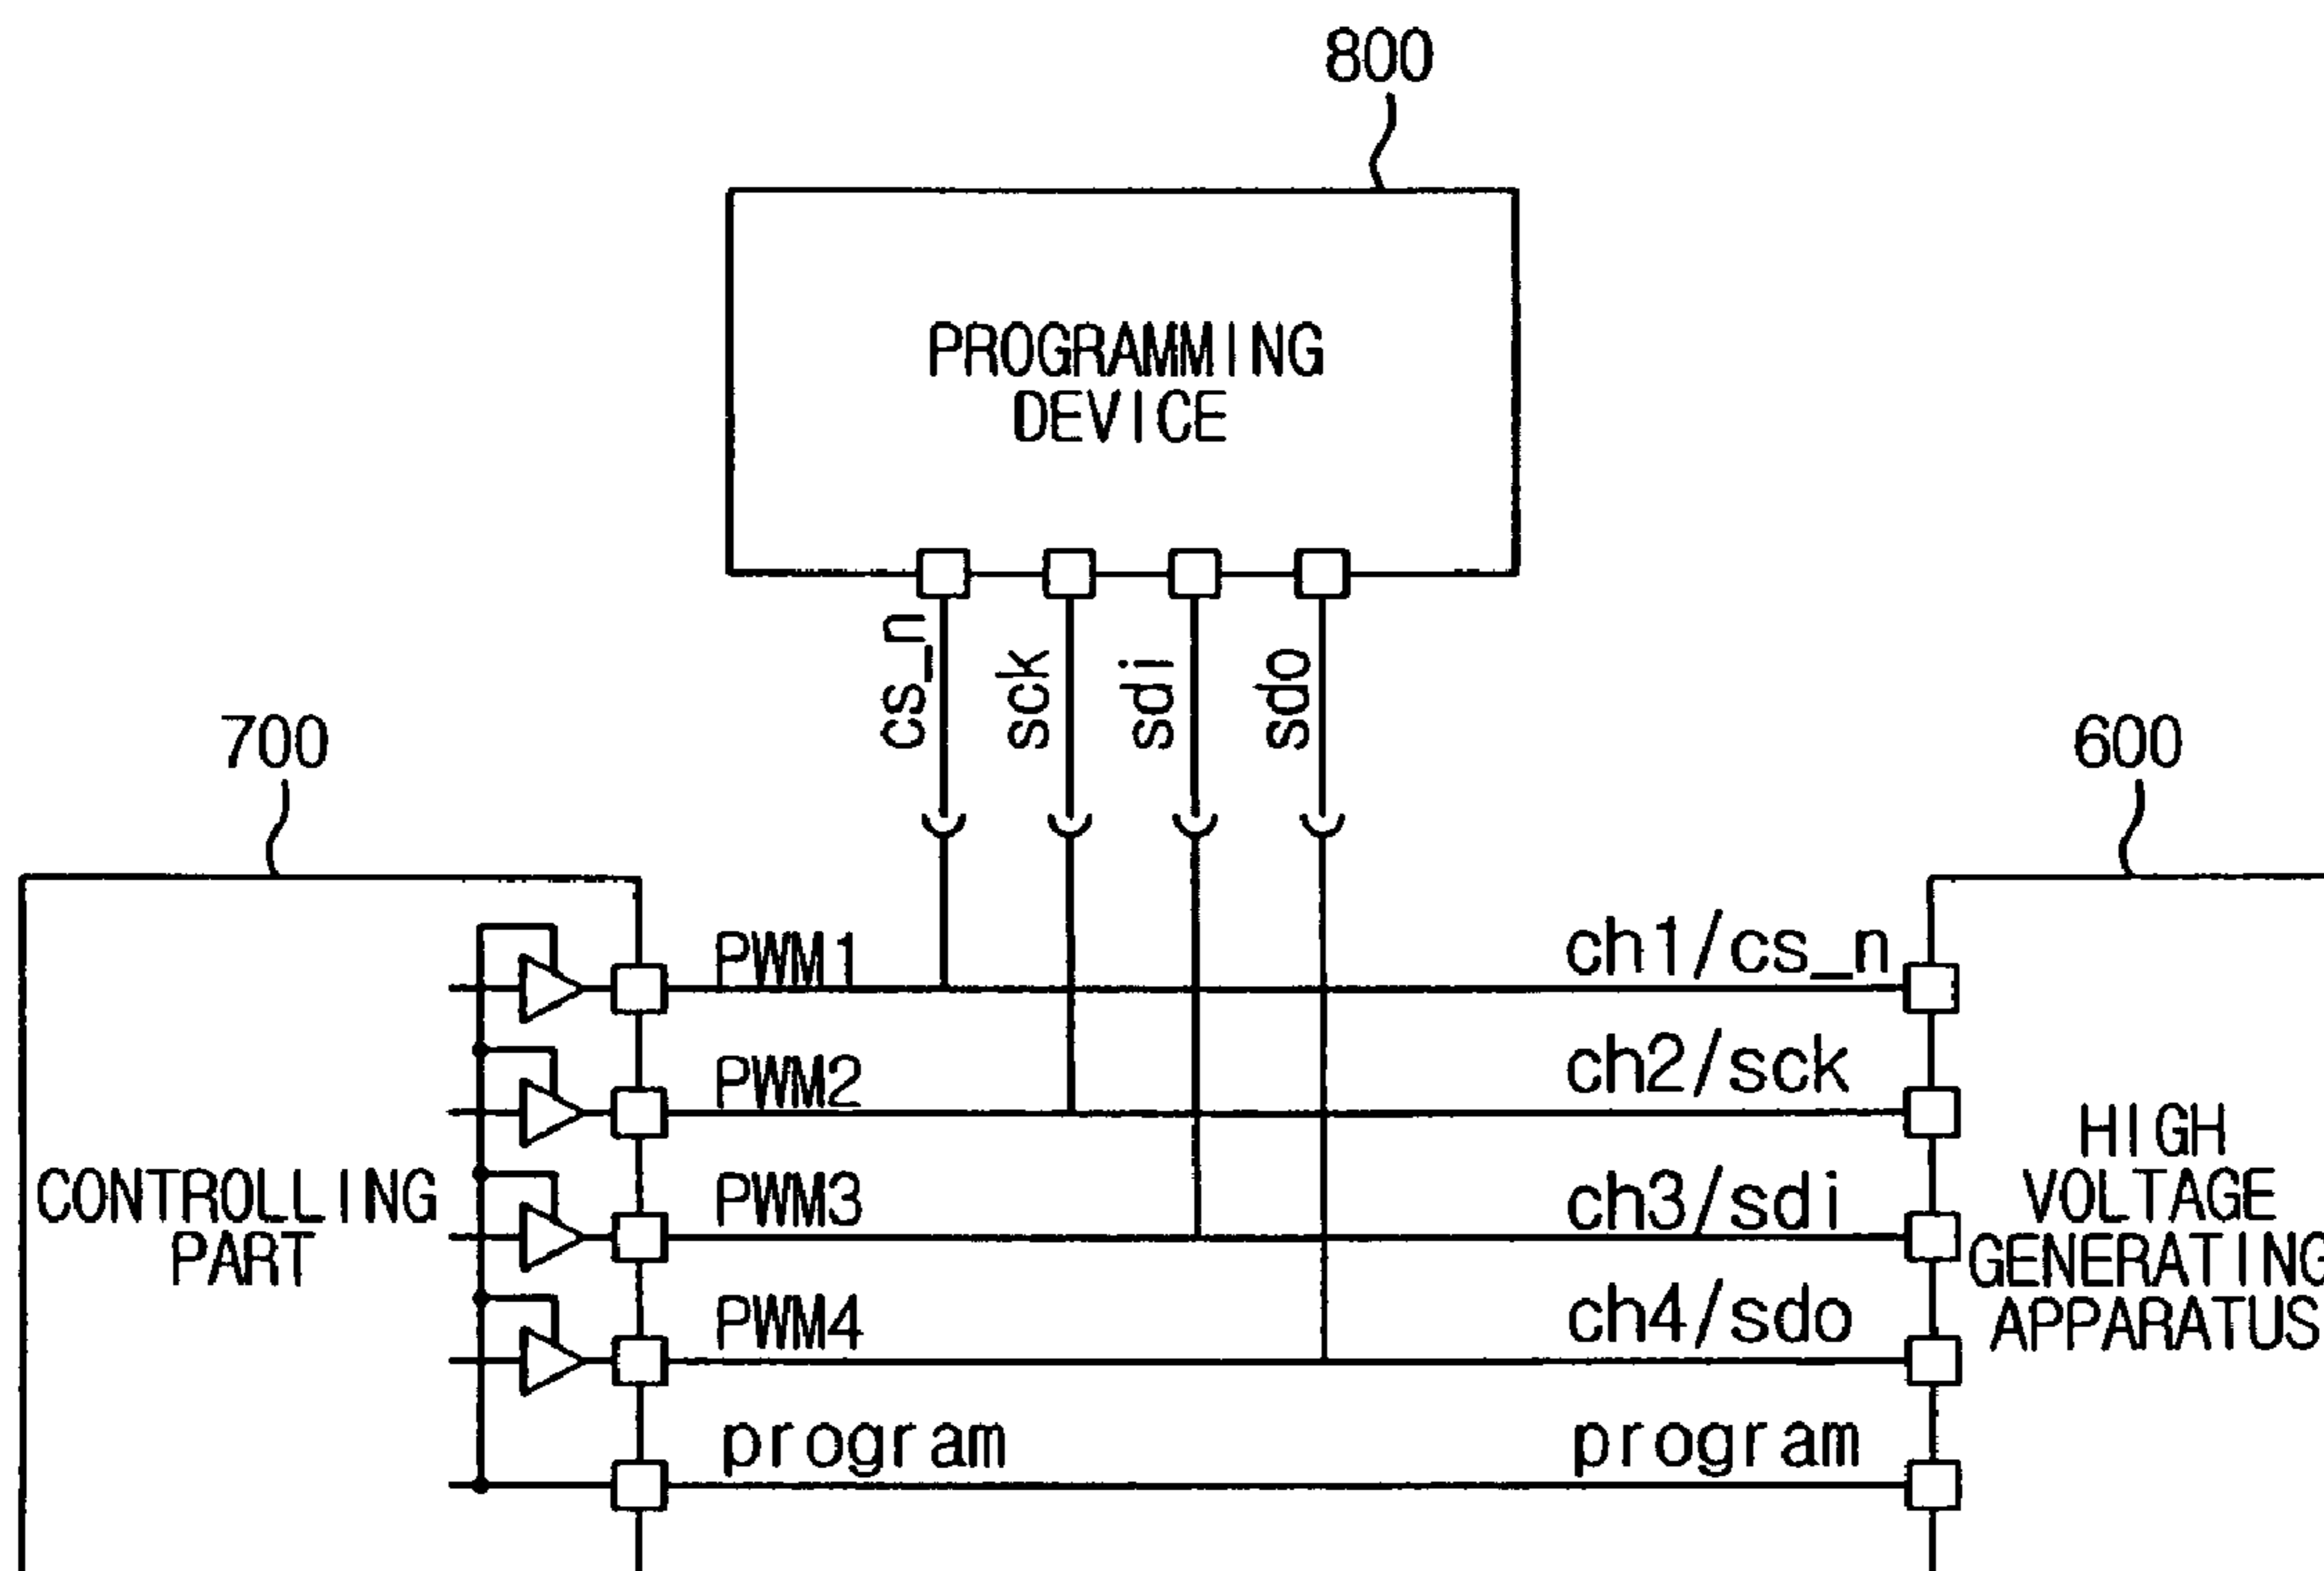 800
PROGRAMMING
DEVICE
cs_n
sck
sdi
sdo
700
600
PWM1
ch1/cs_n
PWM2
ch2/sck
CONTROLLING
PART
PWM3
ch3/sdi
PWM4
ch4/sdo
HIGH
VOLTAGE
GENERATING
APPARATUS
program
program